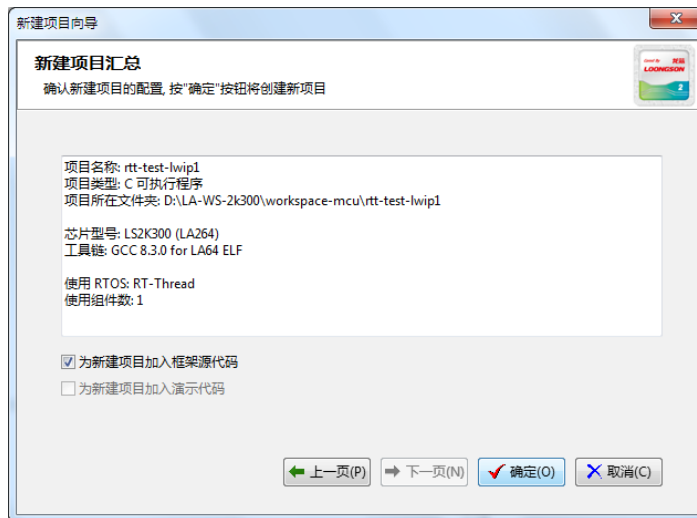 新建项目向导
新建项目汇总
确认新建项目的配置, 按"确定"按钮将创建新项目
LOONGSON
2
项目名称: rtt-test-lwip1
项目类型: C 可执行程序
项目所在文件夹: D:\LA-WS-2k300\workspace-mcu\rtt-test-lwip1
芯片型号: LS2K300 (LA264)
工具链: GCC 8.3.0 for LA64 ELF
使用 RTOS: RT-Thread
使用组件数: 1
为新建项目加入框架源代码
为新建项目加入演示代码
上一页(P) 下一页(N) 确定(O) 取消(C)